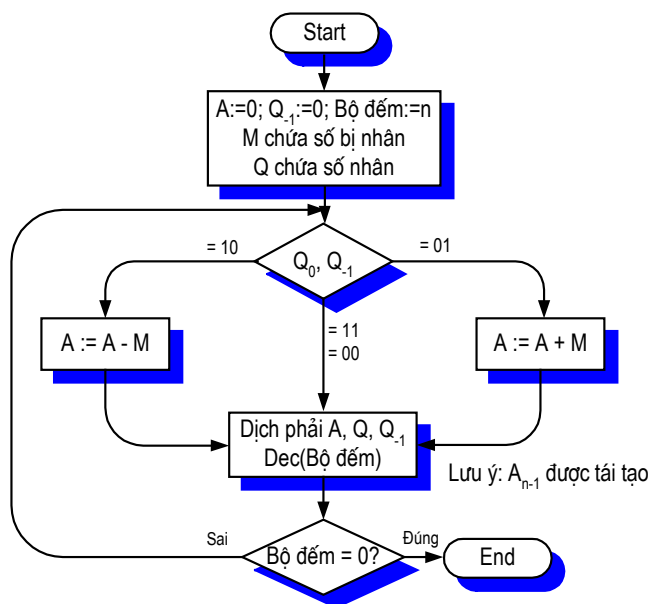 Start
A:=0; Q₋₁:=0; Bộ đếm:=n
M chứa số bị nhân
Q chứa số nhân
= 10
Q₀, Q₋₁
= 01
A := A - M
= 11
= 00
A := A + M
Dịch phải A, Q, Q₋₁
Dec(Bộ đếm)
Lưu ý: Aₙ₋₁ được tái tạo
Sai
Bộ đếm = 0?
Đúng
End